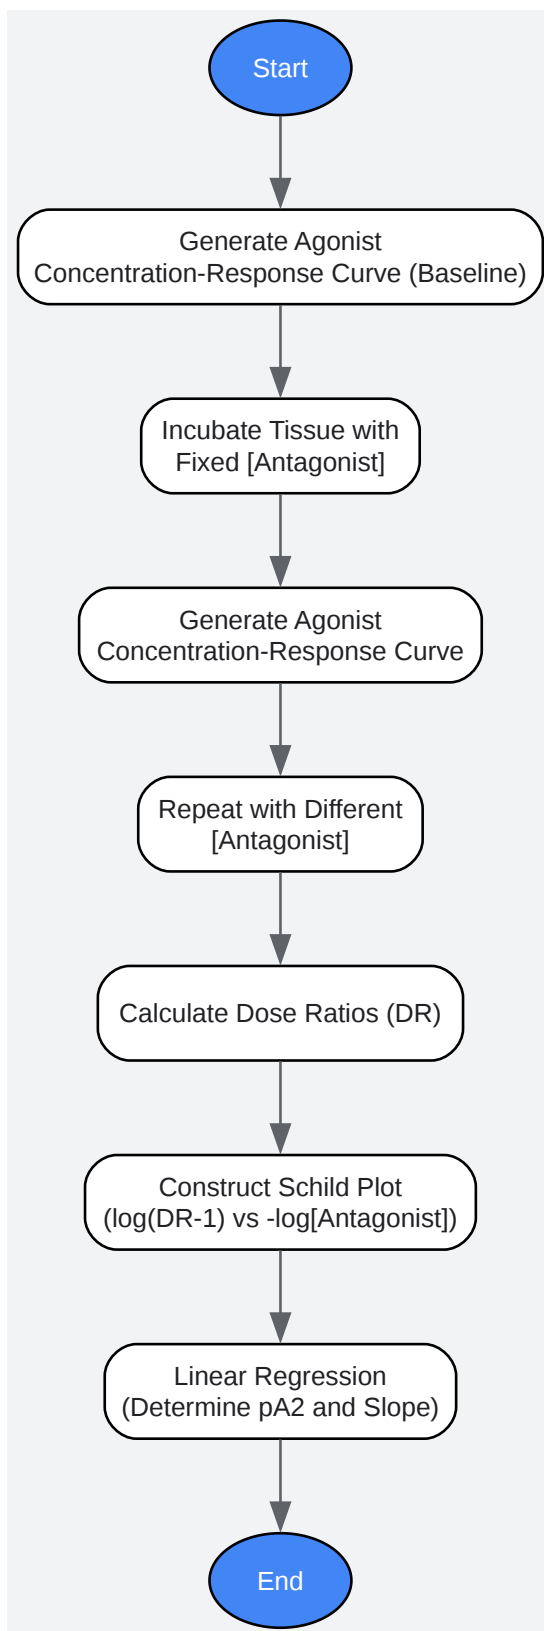 Start
Generate Agonist
Concentration-Response Curve (Baseline)
Incubate Tissue with
Fixed [Antagonist]
Generate Agonist
Concentration-Response Curve
Repeat with Different
[Antagonist]
Calculate Dose Ratios (DR)
Construct Schild Plot
(log(DR-1) vs -log[Antagonist])
Linear Regression
(Determine pA2 and Slope)
End